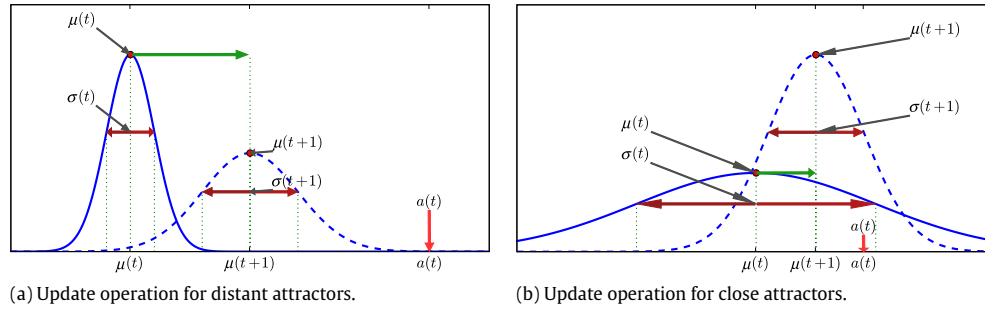 μ(t)
σ(t)
μ(t+1)
σ(t+1)
a(t)
μ(t)
μ(t+1)
a(t)
(a) Update operation for distant attractors.
μ(t+1)
σ(t+1)
μ(t)
σ(t)
a(t)
μ(t)
μ(t+1)
a(t)
(b) Update operation for close attractors.